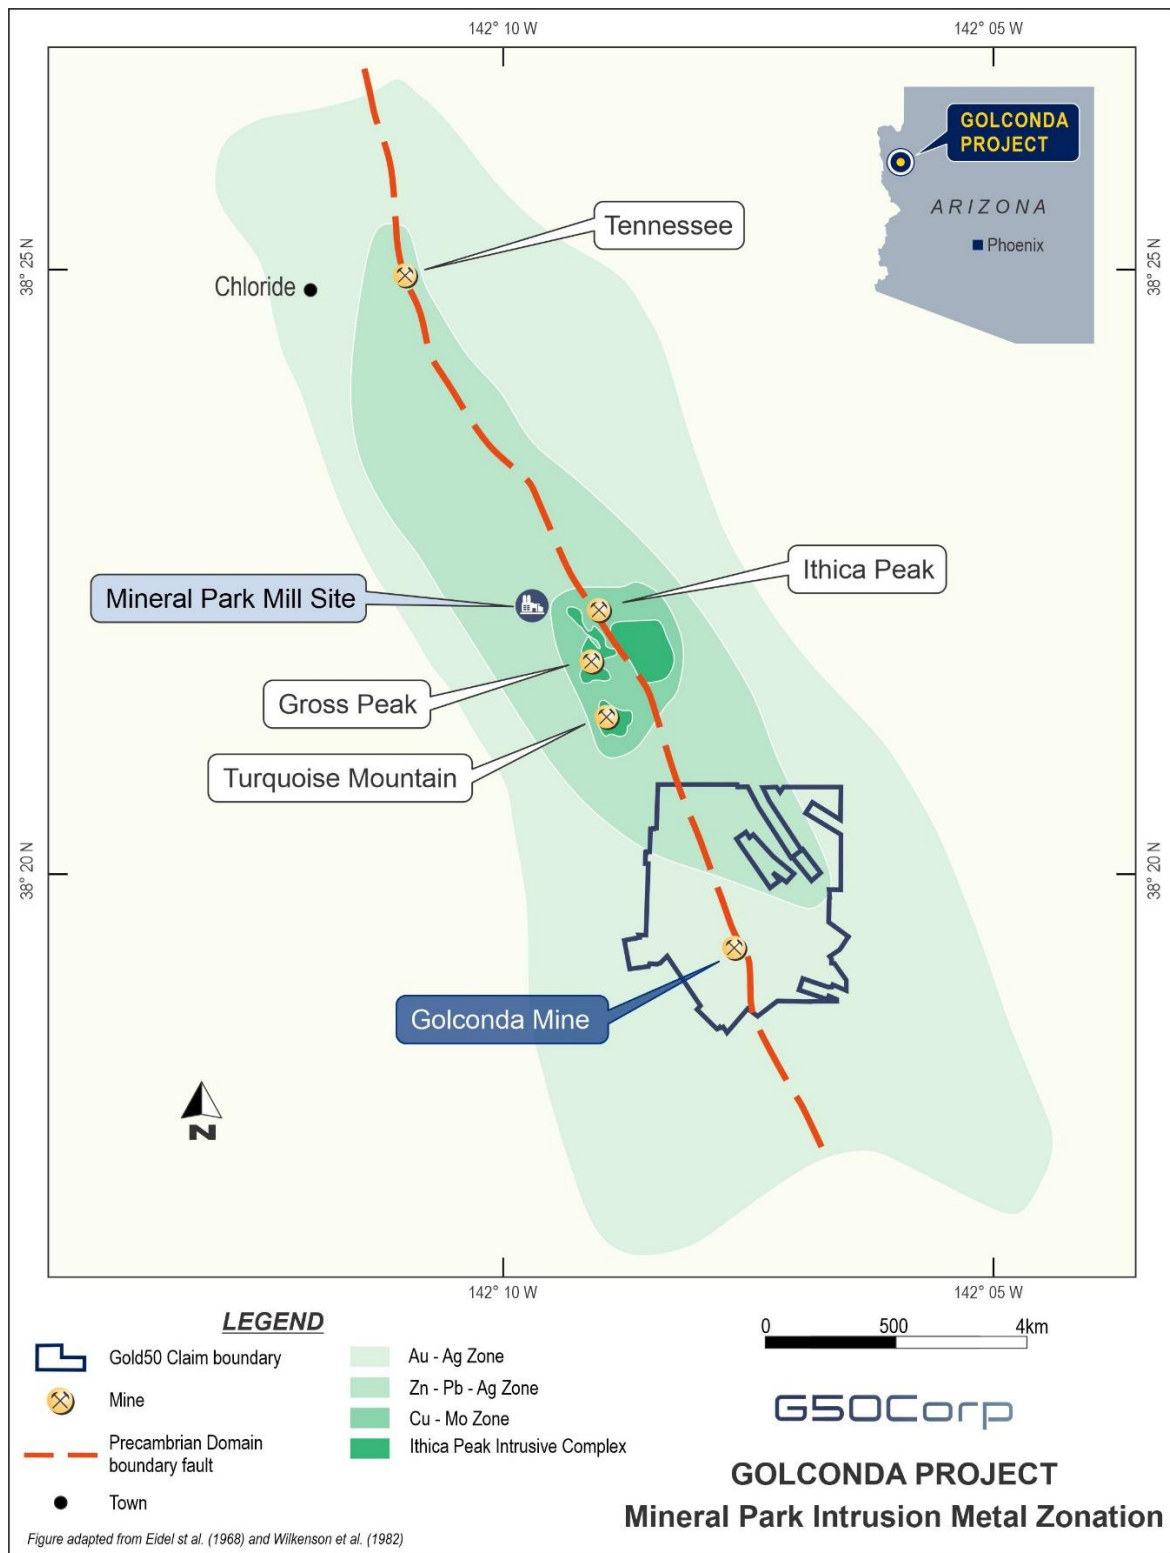 142° 10 W
142° 05 W
GOLCONDA
PROJECT
ARIZONA
Phoenix
38° 25 N
38° 25 N
Tennessee
Chloride
Ithica Peak
Mineral Park Mill Site
Gross Peak
Turquoise Mountain
38° 20 N
38° 20 N
Golconda Mine
N
142° 10 W
142° 05 W
LEGEND
Gold50 Claim boundary
Mine
Precambrian Domain
boundary fault
Town
Au - Ag Zone
Zn - Pb - Ag Zone
Cu - Mo Zone
Ithica Peak Intrusive Complex
0 500 4km
G50Corp
GOLCONDA PROJECT
Mineral Park Intrusion Metal Zonation
Figure adapted from Eidel st al. (1968) and Wilkenson et al. (1982)